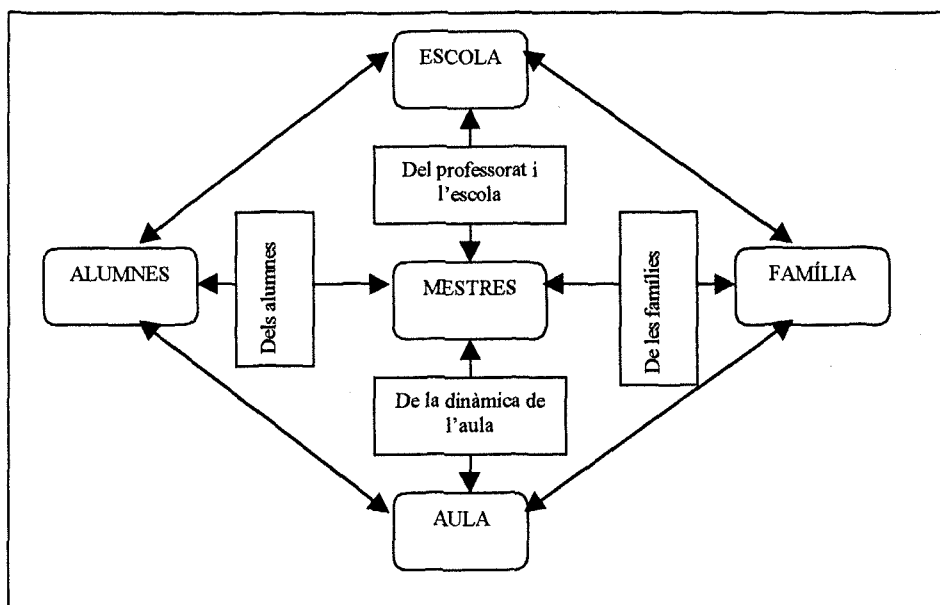 ESCOLA
Del professorat i
l'escola
ALUMNES
Dels alumnes
MESTRES
De les famílies
FAMÍLIA
De la dinàmica de
l'aula
AULA